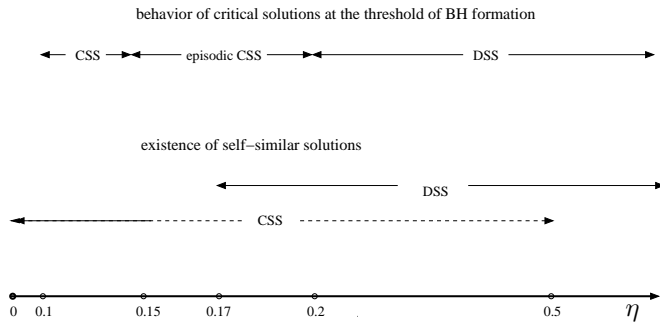 behavior of critical solutions at the threshold of BH formation
CSS episodic CSS DSS
existence of self−similar solutions
DSS
CSS
0 0.1 0.15 0.17 0.2 0.5 η